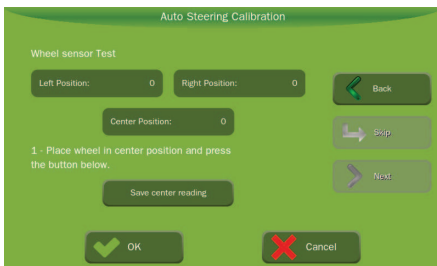 Auto Steering Calibration
Wheel sensor Test
Left Position: 0
Right Position: 0
Back
Center Position: 0
Skip
1 - Place wheel in center position and press
the button below.
Next
Save center reading
OK
Cancel